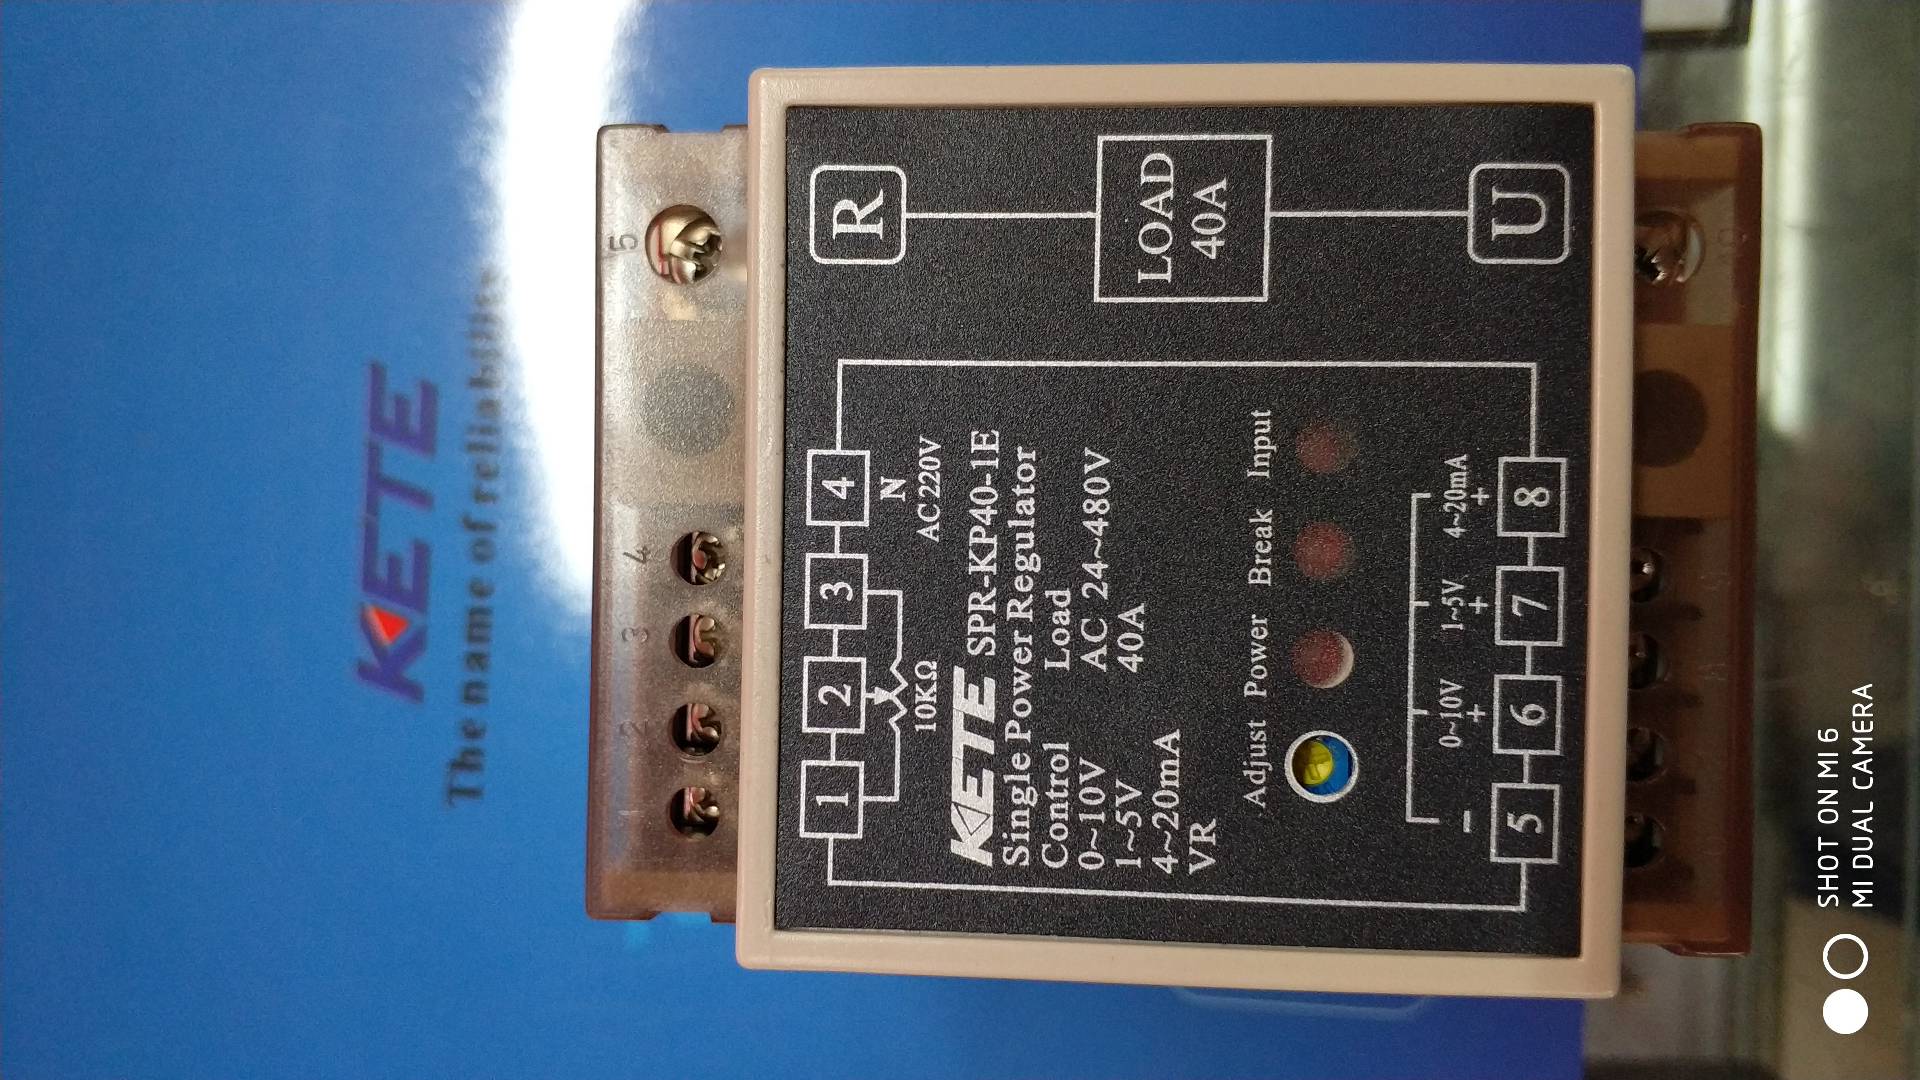 KETE
The name of reliability
1 2 3 4 5
R
1 2 3 4
N
10KΩ AC220V
KETE SPR-KP40-1E
Single Power Regulator
Control Load
0~10V AC 24~480V
1~5V 40A
4~20mA
VR
LOAD
40A
Adjust Power Break Input
0~10V 1~5V 4~20mA
- + + +
5 6 7 8
U
SHOT ON MI 6
MI DUAL CAMERA